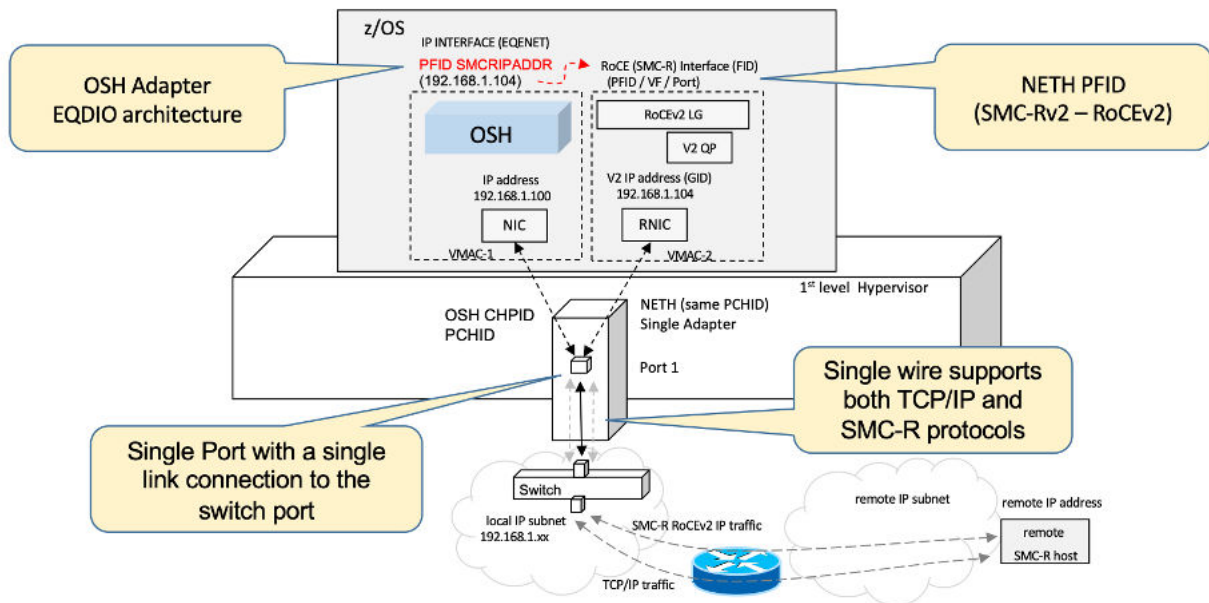 z/OS
IP INTERFACE (EQENET)
PFID SMCRIPADDR
(192.168.1.104)
RoCE (SMC-R) Interface (FID)
(PFID / VF / Port)
OSH Adapter
EQDIO architecture
NETH PFID
(SMC-Rv2 – RoCEv2)
OSH
RoCEv2 LG
V2 QP
IP address
192.168.1.100
V2 IP address (GID)
192.168.1.104
NIC
RNIC
VMAC-1
VMAC-2
1st level Hypervisor
OSH CHPID
PCHID
NETH (same PCHID)
Single Adapter
Port 1
Single wire supports
both TCP/IP and
SMC-R protocols
Single Port with a single
link connection to the
switch port
Switch
local IP subnet
192.168.1.xx
SMC-R RoCEv2 IP traffic
TCP/IP traffic
remote IP subnet
remote IP address
remote
SMC-R host